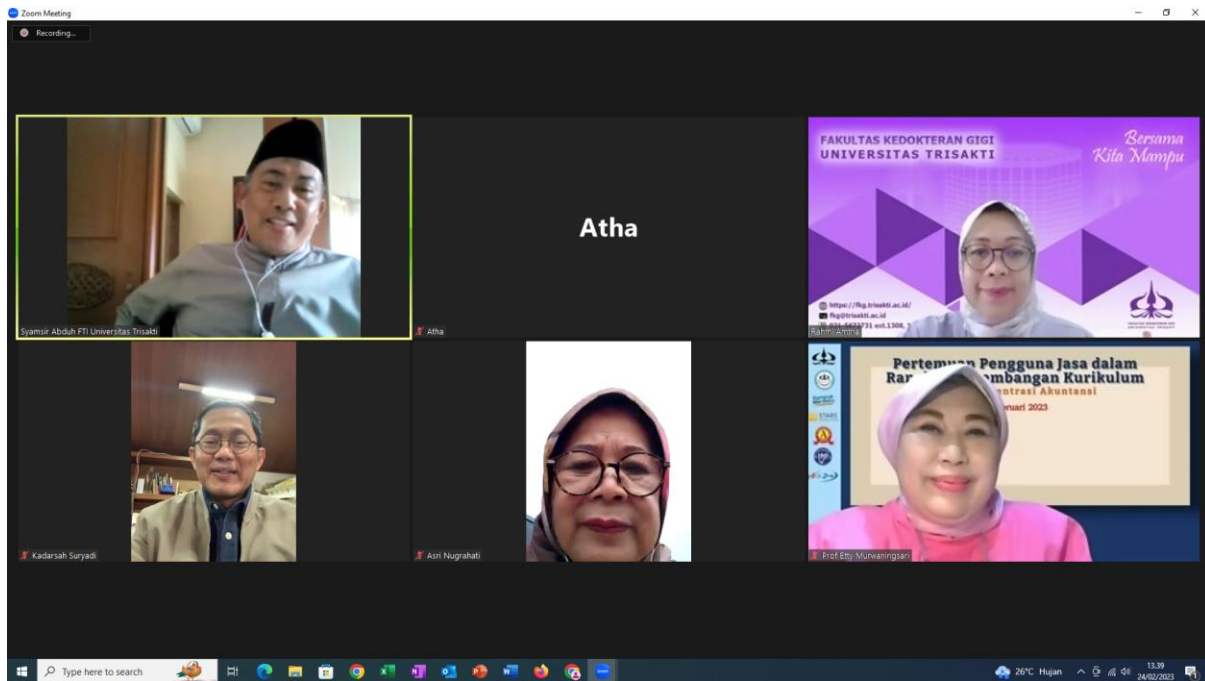 Zoom Meeting
Recording...
Syamsir Abduh FTI Universitas Trisakti
Atha
Atha
FAKULTAS KEDOKTERAN GIGI
UNIVERSITAS TRISAKTI
Bersama
Kita Mampu
https://fkg.trisakti.ac.id/
fkg@trisakti.ac.id
ext.1308,
Rahmi Amtha
Kadarsah Suryadi
Asri Nugrahati
Pertemuan Pengguna Jasa dalam
Kurikulum
Akuntansi
2023
Prof Etty Murwaningsari
Type here to search
26°C Hujan
13.39
24/02/2023